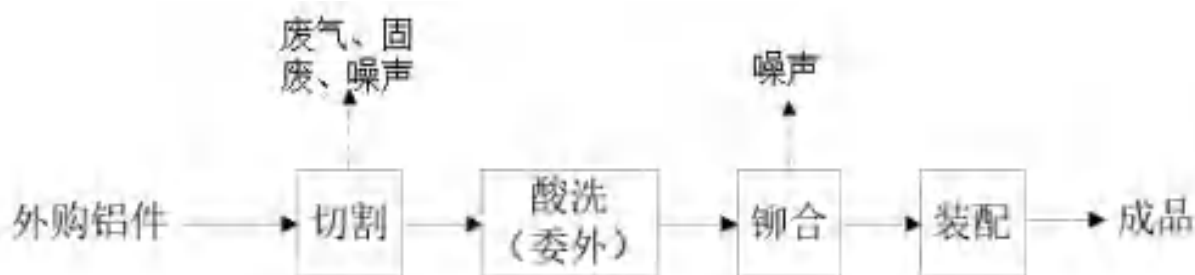 废气、固
废、噪声
噪声
外购铝件
切割
酸洗
（委外）
铆合
装配
成品